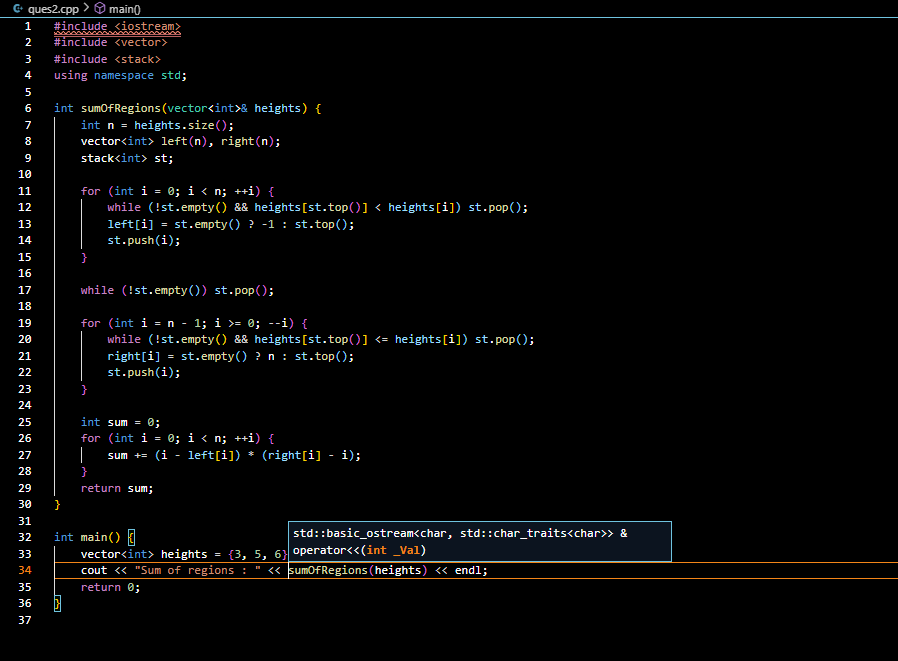 ques2.cpp > main()
1 #include <iostream>
2 #include <vector>
3 #include <stack>
4 using namespace std;
5
6 int sumOfRegions(vector<int>& heights) {
7     int n = heights.size();
8     vector<int> left(n), right(n);
9     stack<int> st;
10
11     for (int i = 0; i < n; ++i) {
12         while (!st.empty() && heights[st.top()] < heights[i]) st.pop();
13         left[i] = st.empty() ? -1 : st.top();
14         st.push(i);
15     }
16
17     while (!st.empty()) st.pop();
18
19     for (int i = n - 1; i >= 0; --i) {
20         while (!st.empty() && heights[st.top()] <= heights[i]) st.pop();
21         right[i] = st.empty() ? n : st.top();
22         st.push(i);
23     }
24
25     int sum = 0;
26     for (int i = 0; i < n; ++i) {
27         sum += (i - left[i]) * (right[i] - i);
28     }
29     return sum;
30 }
31
std::basic_ostream<char, std::char_traits<char>> &
32 int main() {
operator<<(int _Val)
33     vector<int> heights = {3, 5, 6}
34     cout << "Sum of regions : " << sumOfRegions(heights) << endl;
35     return 0;
36 }
37